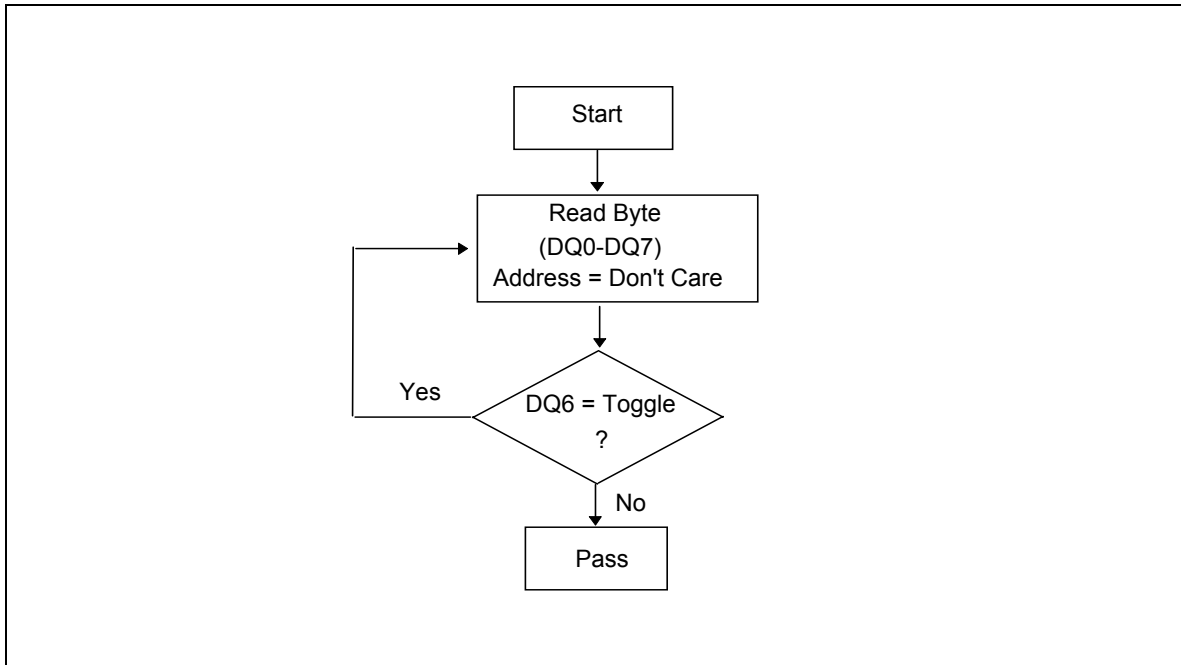 Start
Read Byte
(DQ0-DQ7)
Address = Don't Care
Yes
DQ6 = Toggle
?
No
Pass